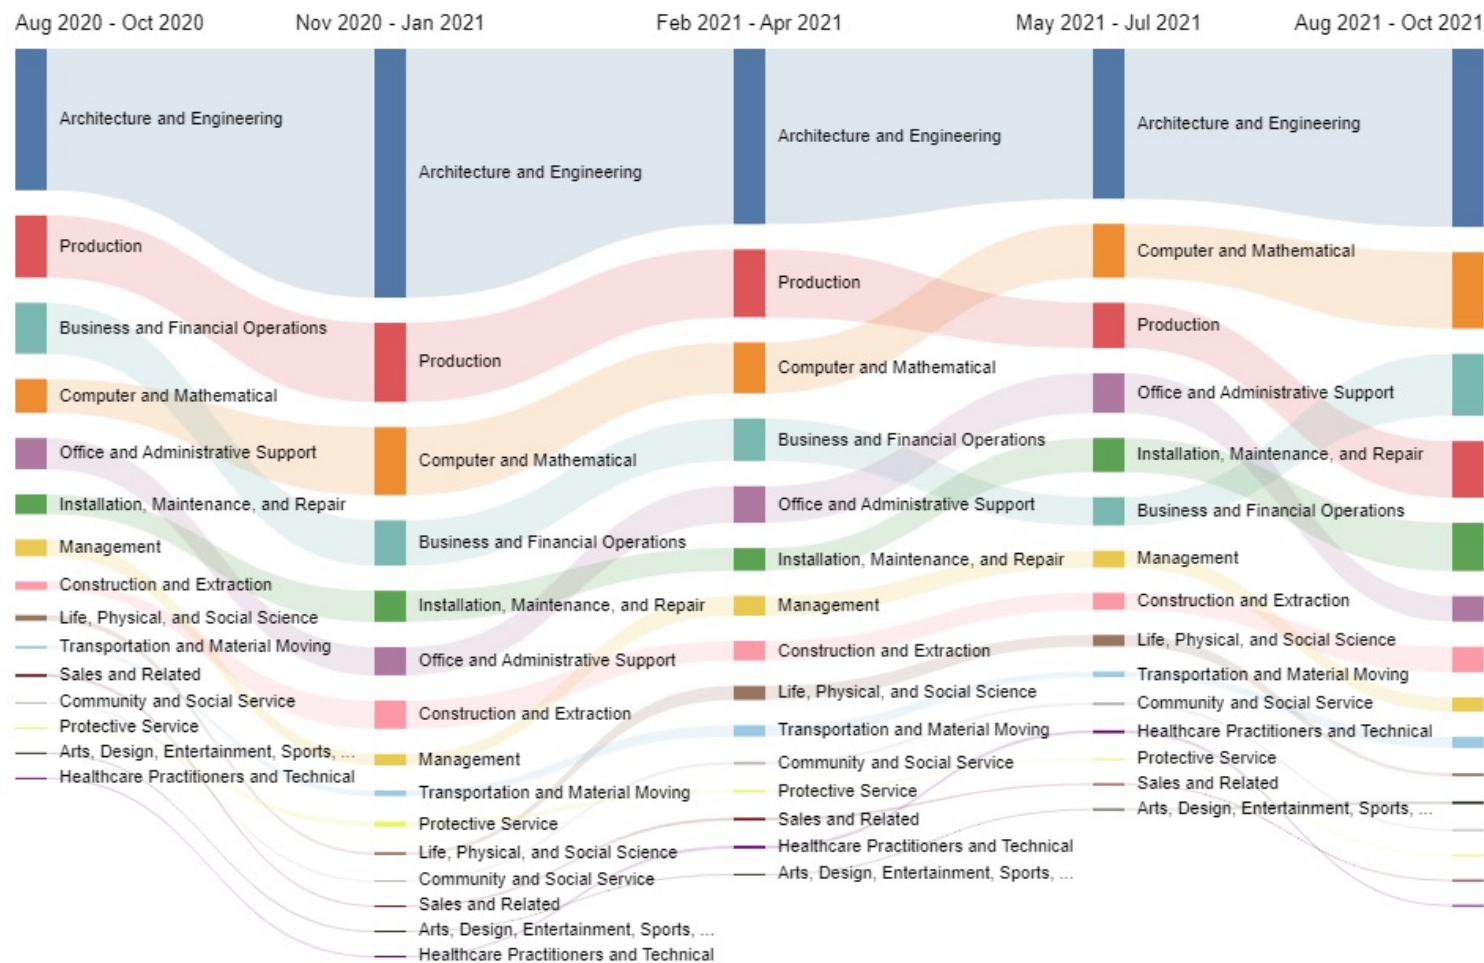 Aug 2020 - Oct 2020
Nov 2020 - Jan 2021
Feb 2021 - Apr 2021
May 2021 - Jul 2021
Aug 2021 - Oct 2021
Architecture and Engineering
Production
Business and Financial Operations
Computer and Mathematical
Office and Administrative Support
Installation, Maintenance, and Repair
Management
Construction and Extraction
Life, Physical, and Social Science
Transportation and Material Moving
Sales and Related
Community and Social Service
Protective Service
Arts, Design, Entertainment, Sports, ...
Healthcare Practitioners and Technical
Architecture and Engineering
Production
Computer and Mathematical
Business and Financial Operations
Installation, Maintenance, and Repair
Office and Administrative Support
Construction and Extraction
Management
Transportation and Material Moving
Protective Service
Life, Physical, and Social Science
Community and Social Service
Sales and Related
Arts, Design, Entertainment, Sports, ...
Healthcare Practitioners and Technical
Architecture and Engineering
Production
Computer and Mathematical
Business and Financial Operations
Office and Administrative Support
Installation, Maintenance, and Repair
Management
Construction and Extraction
Life, Physical, and Social Science
Transportation and Material Moving
Community and Social Service
Protective Service
Sales and Related
Healthcare Practitioners and Technical
Arts, Design, Entertainment, Sports, ...
Architecture and Engineering
Computer and Mathematical
Production
Office and Administrative Support
Installation, Maintenance, and Repair
Business and Financial Operations
Management
Construction and Extraction
Life, Physical, and Social Science
Transportation and Material Moving
Community and Social Service
Healthcare Practitioners and Technical
Protective Service
Sales and Related
Arts, Design, Entertainment, Sports, ...